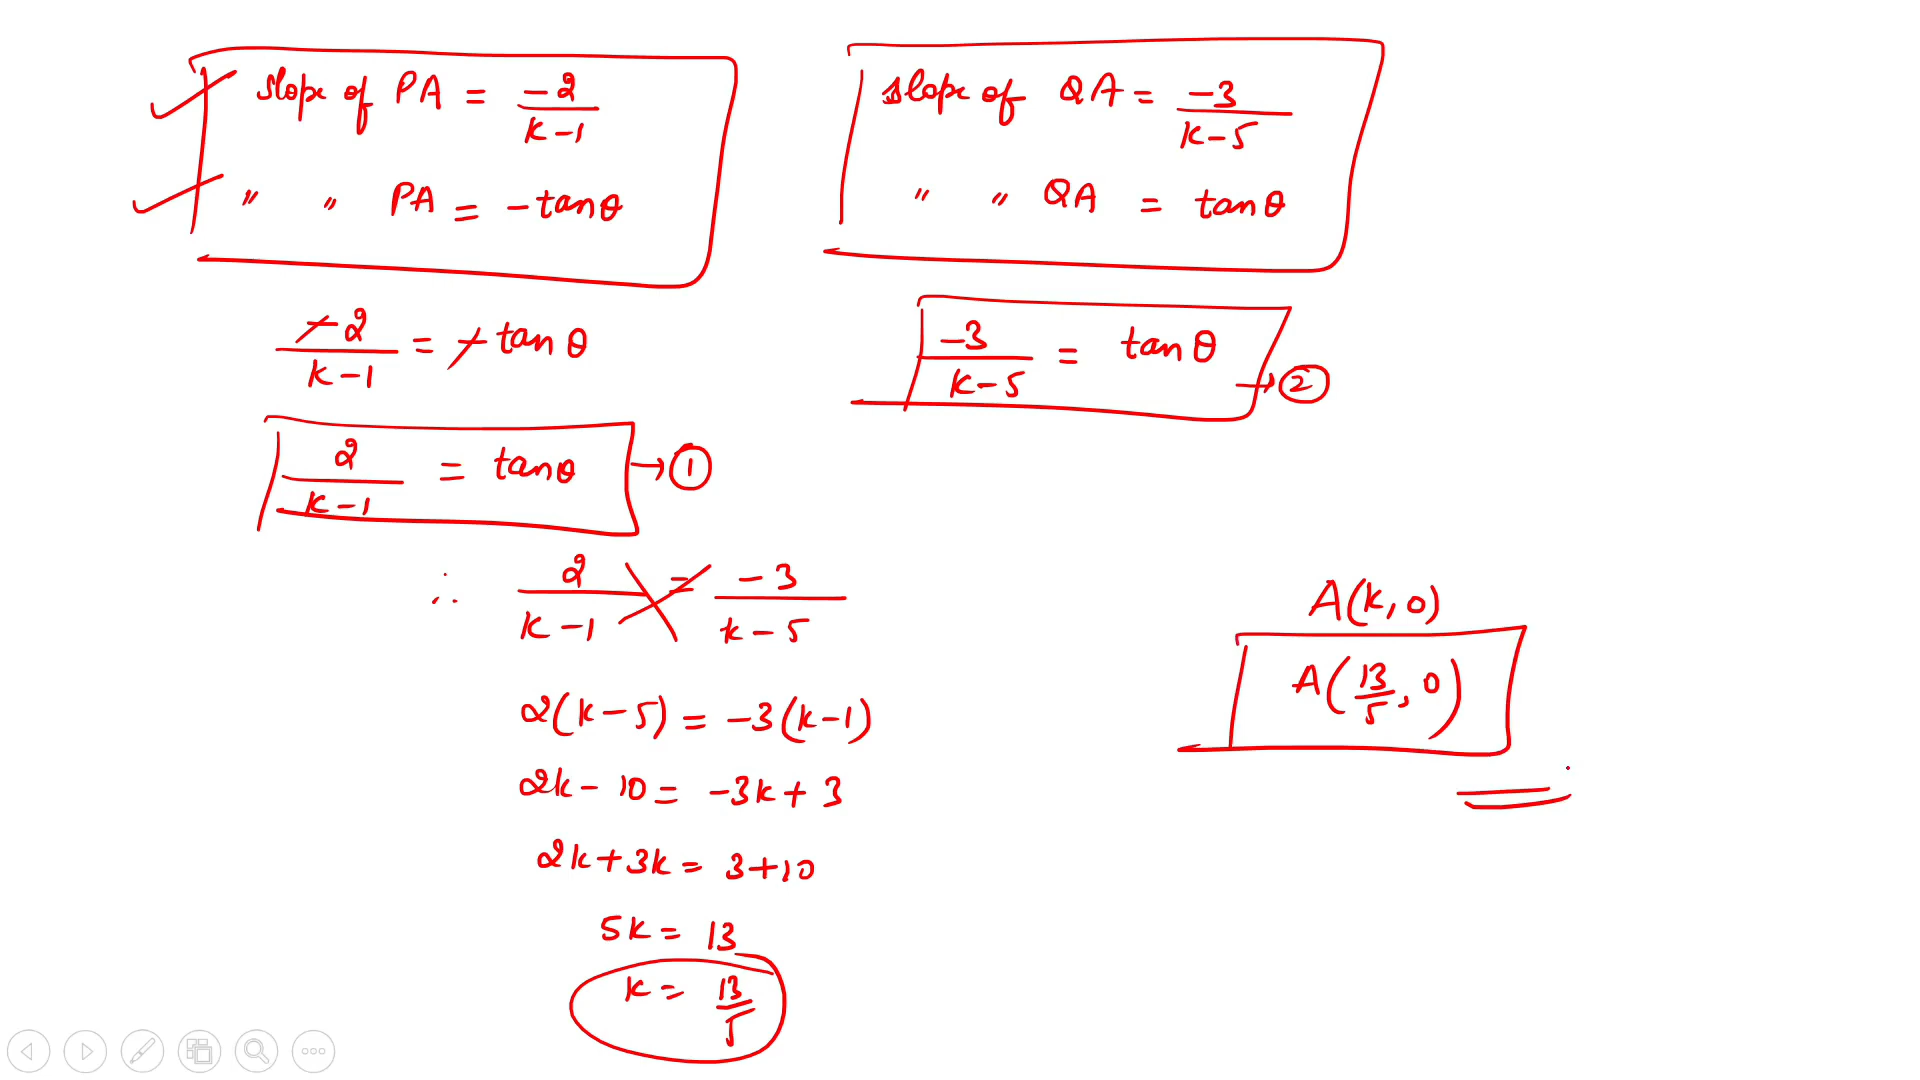 slope of PA = -2/(k-1)
" " PA = -tanθ
slope of QA = -3/(k-5)
" " QA = tanθ
-2/(k-1) = -tanθ
2/(k-1) = tanθ → ①
-3/(k-5) = tanθ → ②
∴ 2/(k-1) = -3/(k-5)
2(k-5) = -3(k-1)
2k-10 = -3k+3
2k+3k = 3+10
5k = 13
k = 13/5
A(k,0)
A(13/5,0)